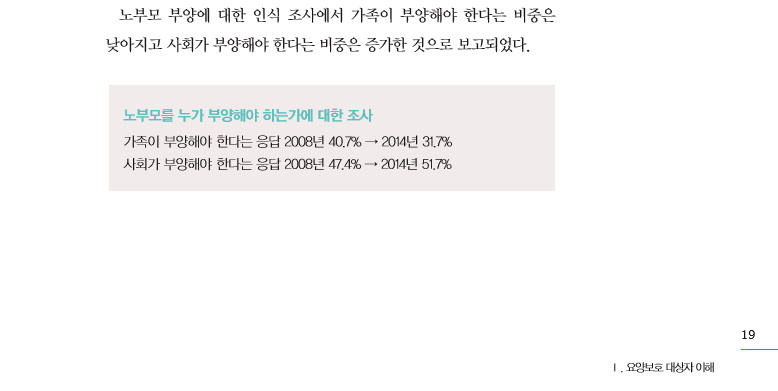 노부모 부양에 대한 인식 조사에서 가족이 부양해야 한다는 비중은
낮아지고 사회가 부양해야 한다는 비중은 증가한 것으로 보고되었다.
노부모를 누가 부양해야 하는가에 대한 조사
가족이 부양해야 한다는 응답 2008년 40.7% → 2014년 31.7%
사회가 부양해야 한다는 응답 2008년 47.4% → 2014년 51.7%
19
Ⅰ. 요양보호 대상자 이해